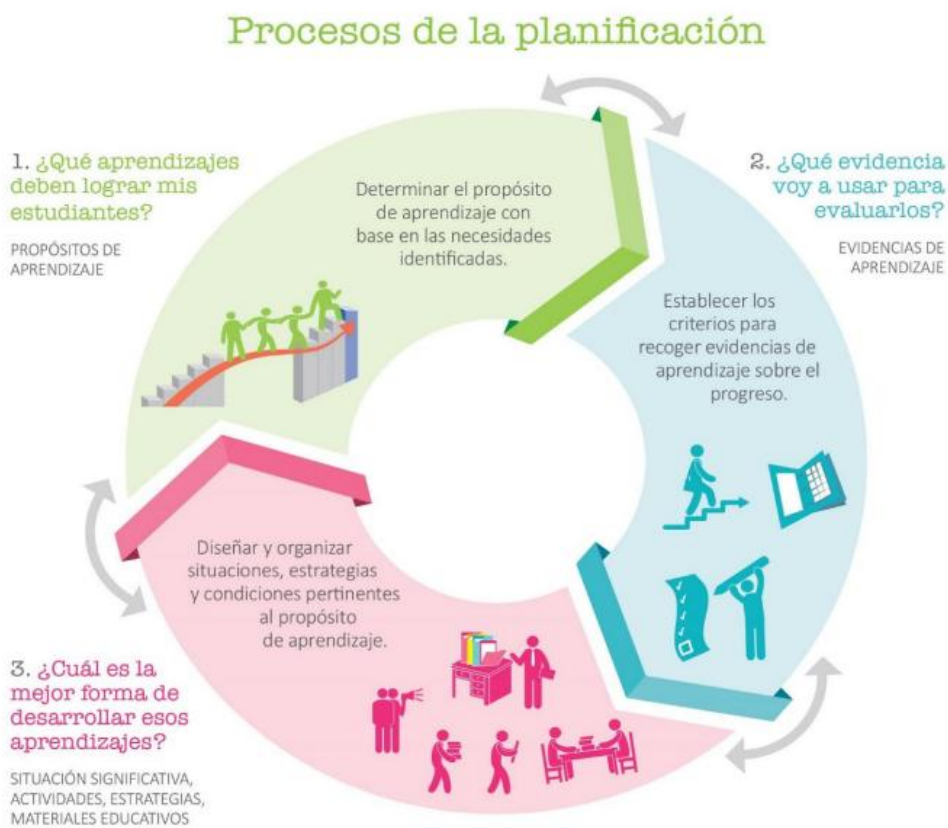 Procesos de la planificación
1. ¿Qué aprendizajes
deben lograr mis
estudiantes?
PROPÓSITOS DE
APRENDIZAJE
Determinar el propósito
de aprendizaje con
base en las necesidades
identificadas.
2. ¿Qué evidencia
voy a usar para
evaluarlos?
EVIDENCIAS DE
APRENDIZAJE
Establecer los
criterios para
recoger evidencias de
aprendizaje sobre el
progreso.
Diseñar y organizar
situaciones, estrategias
y condiciones pertinentes
al propósito
de aprendizaje.
3. ¿Cuál es la
mejor forma de
desarrollar esos
aprendizajes?
SITUACIÓN SIGNIFICATIVA,
ACTIVIDADES, ESTRATEGIAS,
MATERIALES EDUCATIVOS